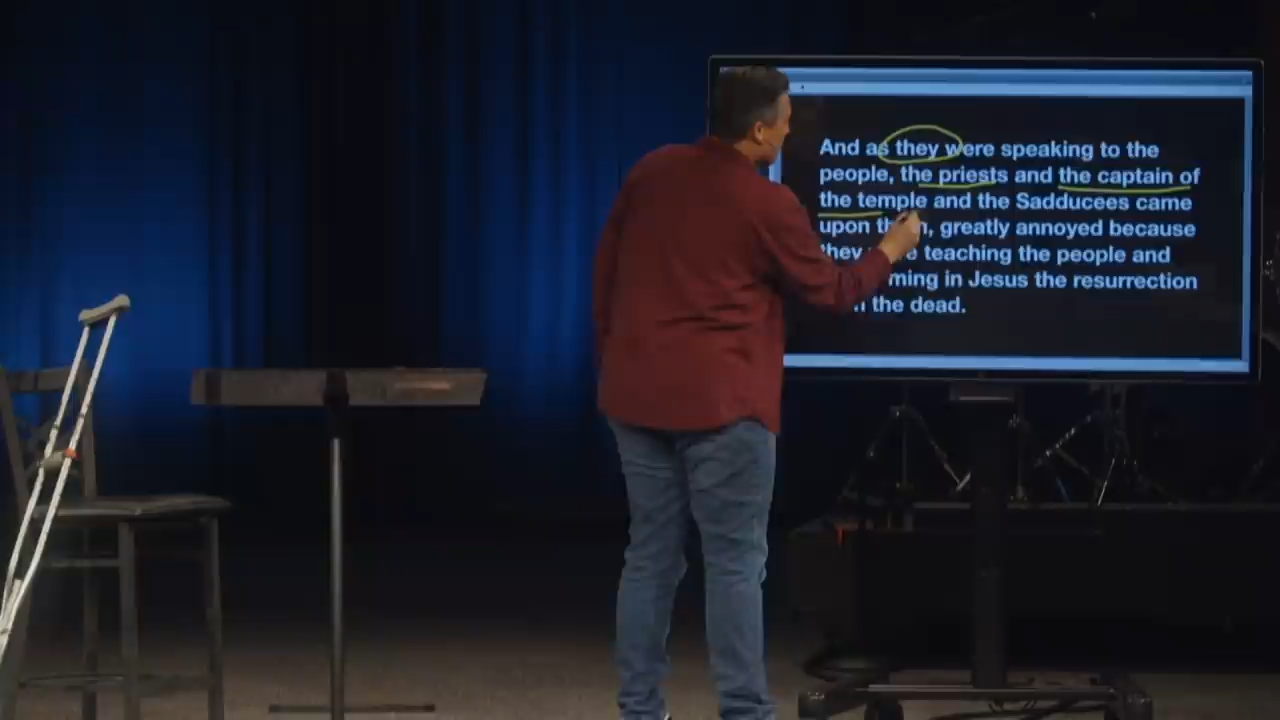 And as they were speaking to the
people, the priests and the captain of
the temple and the Sadducees came
upon, greatly annoyed because
they teaching the people and
in Jesus the resurrection
the dead.